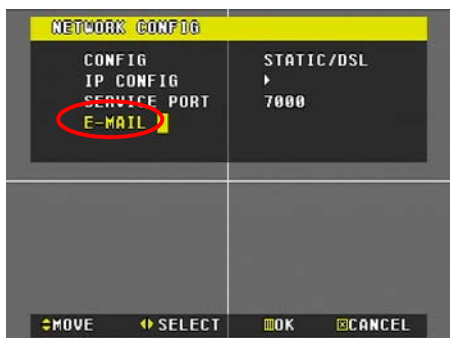 NETWORK CONFIG
CONFIG STATIC/DSL
IP CONFIG
SERVICE PORT 7000
E-MAIL
MOVE SELECT OK CANCEL